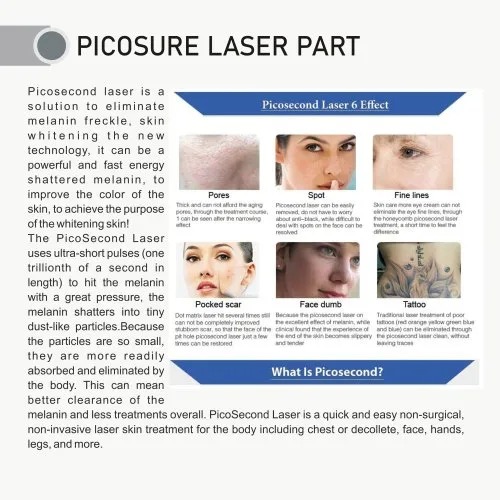 PICOSURE LASER PART
Picosecond laser is a
solution to eliminate
melanin freckle, skin
whitening the new
technology, it can be a
powerful and fast energy
shattered melanin, to
improve the color of the
skin, to achieve the purpose
of the whitening skin!
The PicoSecond Laser
uses ultra-short pulses (one
trillionth of a second in
length) to hit the melanin
with a great pressure, the
melanin shatters into tiny
dust-like particles.Because
the particles are so small,
they are more readily
absorbed and eliminated by
the body. This can mean
better clearance of the
melanin and less treatments overall. PicoSecond Laser is a quick and easy non-surgical,
non-invasive laser skin treatment for the body including chest or decollete, face, hands,
legs, and more.
Picosecond Laser 6 Effect
Pores
Thick and can not afford the aging
pores, through the treatment course,
1 can be seen after the narrowing
effect
Spot
Picosecond laser can be easily
removed, do not have to worry
about anti-black, while difficult to
deal with spots on the face can be
resolved
Fine lines
Skin care more eye cream can not
eliminate the eye fine lines, through
the honeycomb picosecond laser
treatment, a short time to feel the
difference
Pocked scar
Dot matrix laser hit several times still
can not be completely improved
stubborn scar, so that the face of the
pit hole picosecond laser just a few
times can be restored
Face dumb
Because the picosecond laser on
the excellent effect of melanin, while
clinical found that the experience of
the end of the skin becomes slippery
and tender
Tattoo
Traditional laser treatment of poor
tattoos (red orange yellow green blue
and blue) can be eliminated through
the picosecond laser clean, without
leaving traces
What Is Picosecond?